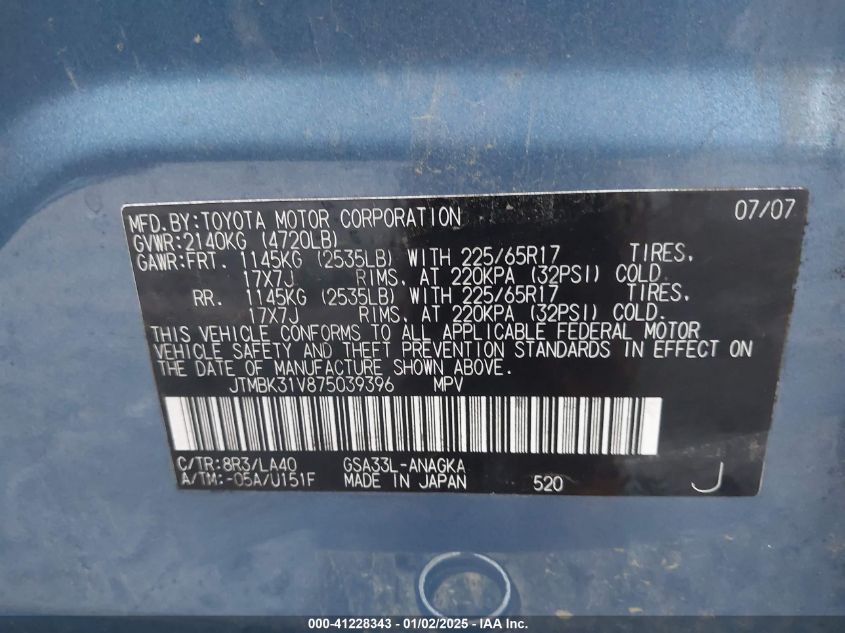 MFD.BY:TOYOTA MOTOR CORPORATION 07/07
GVWR:2140KG (4720LB)
GAWR:FRT. 1145KG (2535LB) WITH 225/65R17 TIRES,
17X7J RIMS, AT 220KPA (32PSI) COLD.
RR. 1145KG (2535LB) WITH 225/65R17 TIRES,
17X7J RIMS, AT 220KPA (32PSI) COLD.
THIS VEHICLE CONFORMS TO ALL APPLICABLE FEDERAL MOTOR
VEHICLE SAFETY AND THEFT PREVENTION STANDARDS IN EFFECT ON
THE DATE OF MANUFACTURE SHOWN ABOVE.
JTMBK31V875039396 MPV
C/TR:8R3/LA40 GSA33L-ANAGKA
A/TM:-05A/U151F MADE IN JAPAN 520 J
000-41228343 - 01/02/2025 - IAA Inc.